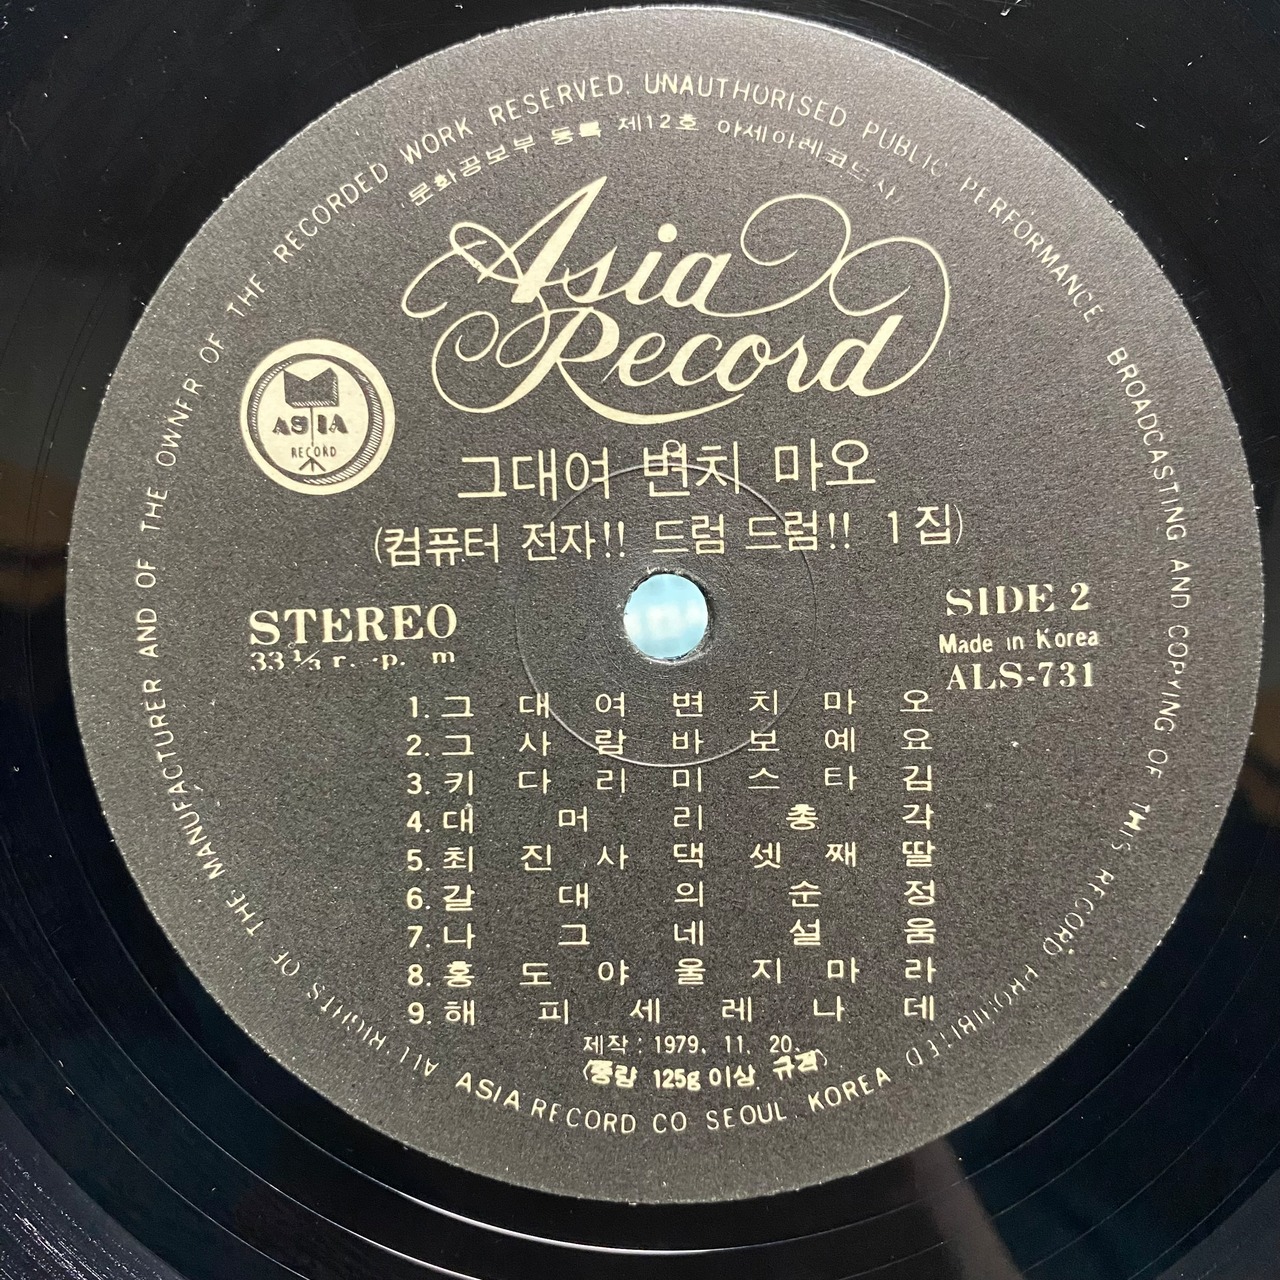 ALL RIGHTS OF THE MANUFACTURER AND OF THE OWNER OF THE RECORDED WORK RESERVED. UNAUTHORISED PUBLIC PERFORMANCE BROADCASTING AND COPYING OF THIS RECORD PROHIBITED
문화공보부 등록 제12호 아세아레코드사
Asia
Record
ASIA
RECORD
그대여 변치 마오
(컴퓨터 전자!! 드럼 드럼!! 1집)
STEREO
33⅓ r. p. m
SIDE 2
Made in Korea
ALS-731
1. 그대여변치마오
2. 그사람바보예요
3. 키다리미스타김
4. 대머리총각
5. 최진사댁셋째딸
6. 갈대의순정
7. 나그네설움
8. 홍도야울지마라
9. 해피세레나데
제작 : 1979. 11. 20.
(중량 125g 이상 규격)
ASIA RECORD CO SEOUL. KOREA